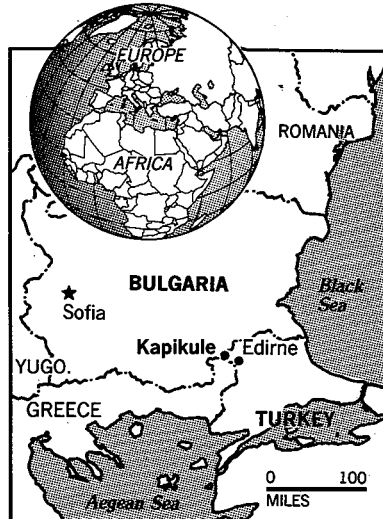 EUROPE
AFRICA
ROMANIA
BULGARIA
Black
Sea
Sofia
Kapikule
Edirne
YUGO.
GREECE
TURKEY
Aegean Sea
0 100
MILES